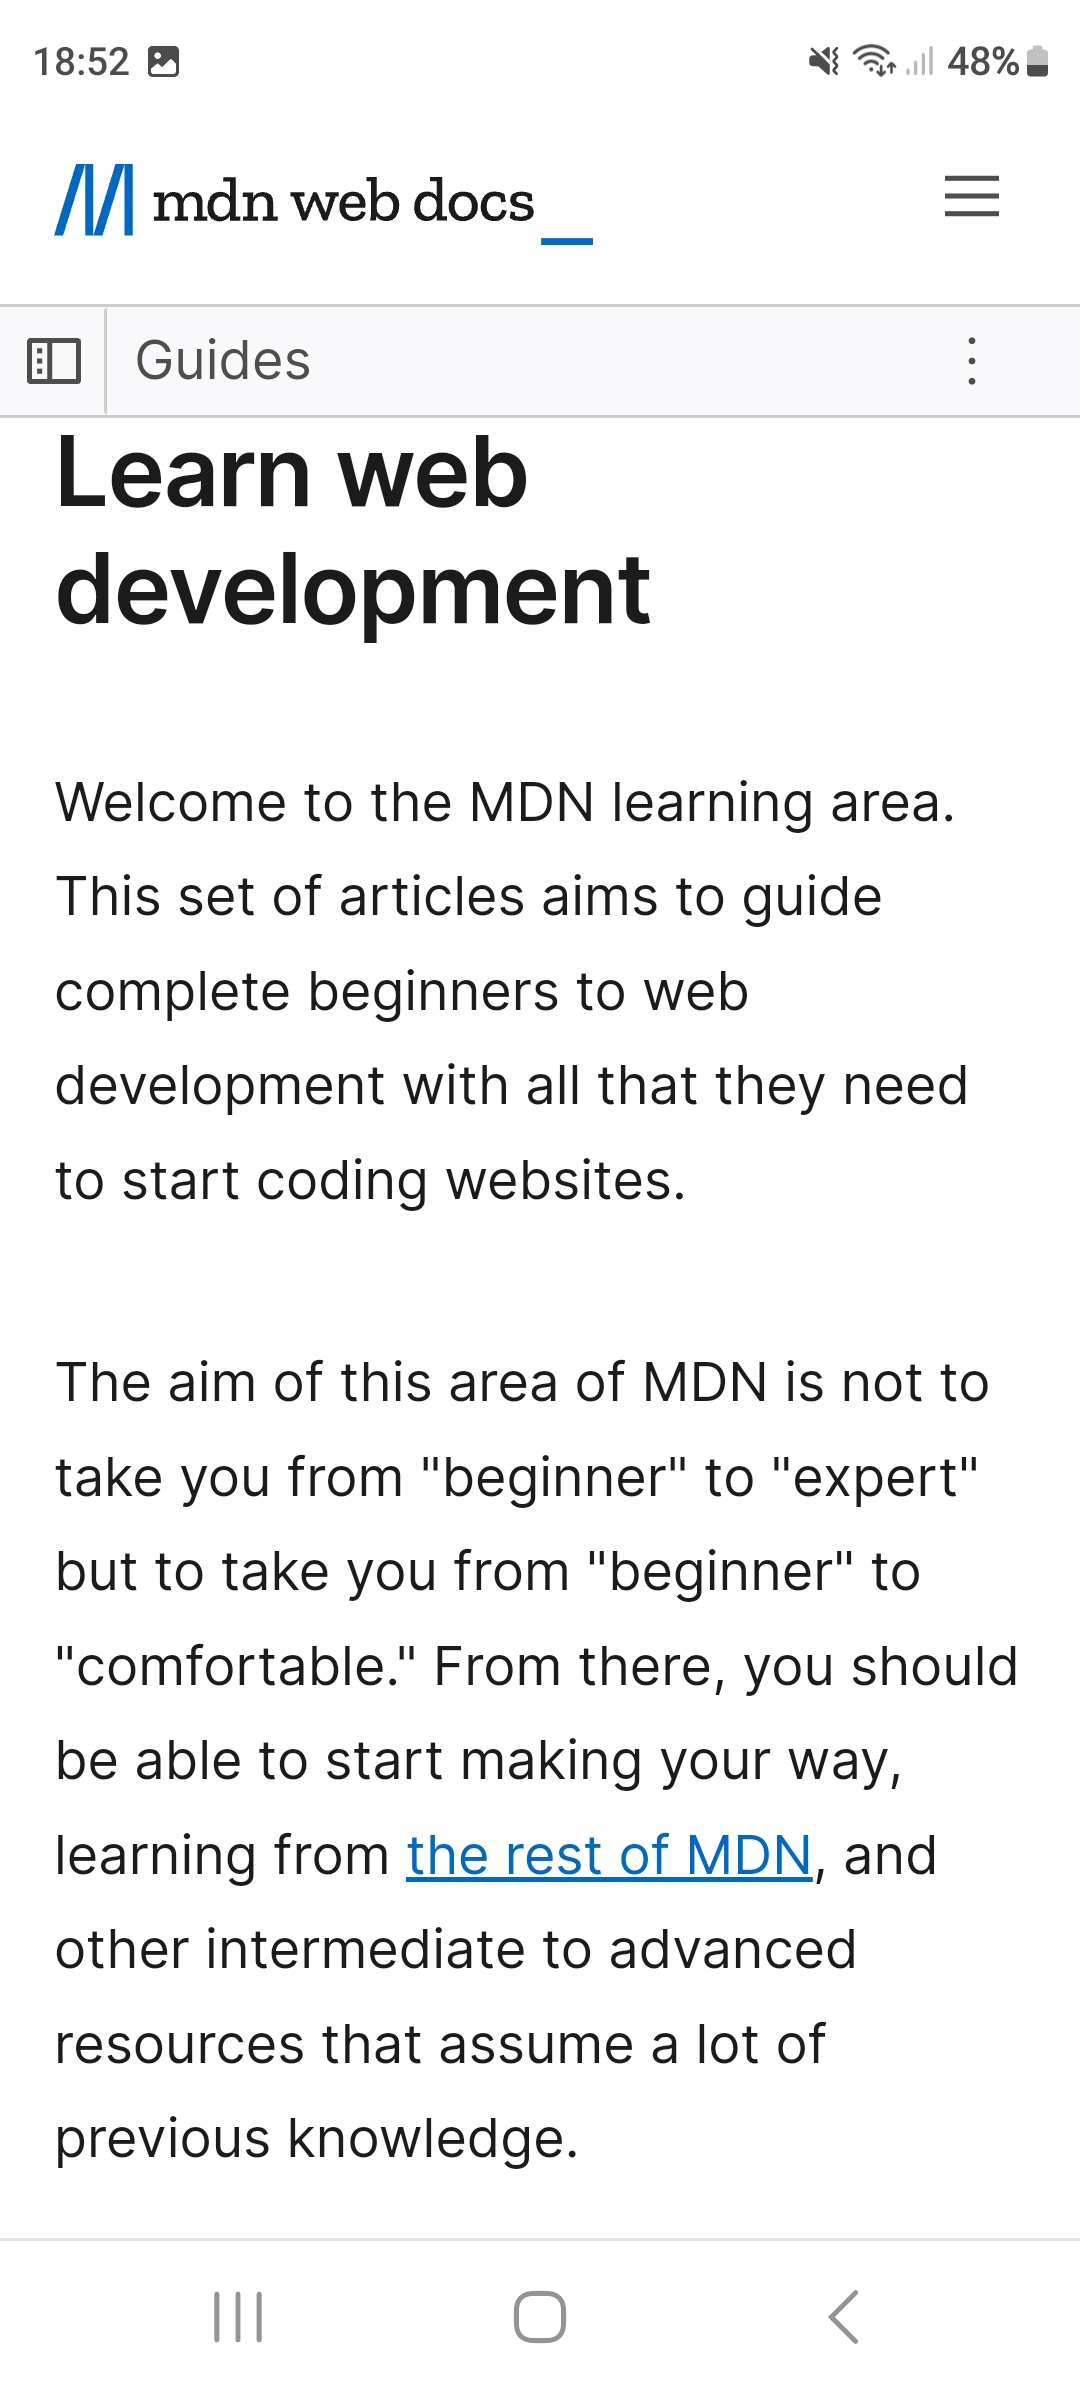 18:52
48%
mdn web docs_
Guides
Learn web
development
Welcome to the MDN learning area.
This set of articles aims to guide
complete beginners to web
development with all that they need
to start coding websites.
The aim of this area of MDN is not to
take you from "beginner" to "expert"
but to take you from "beginner" to
"comfortable." From there, you should
be able to start making your way,
learning from the rest of MDN, and
other intermediate to advanced
resources that assume a lot of
previous knowledge.